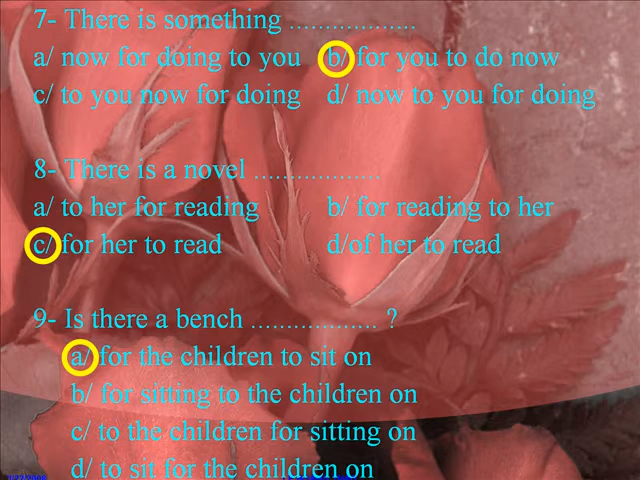 7- There is something ..................
a/ now for doing to you b/ for you to do now
c/ to you now for doing d/ now to you for doing
8- There is a novel ..................
a/ to her for reading b/ for reading to her
c/ for her to read d/of her to read
9- Is there a bench .................. ?
a/ for the children to sit on
b/ for sitting to the children on
c/ to the children for sitting on
d/ to sit for the children on